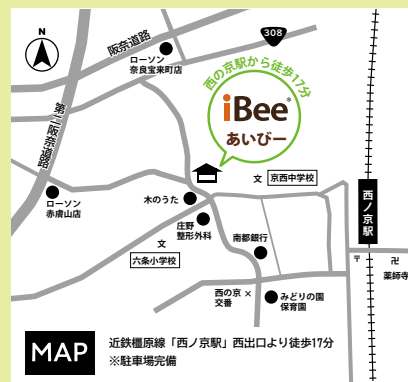 N
阪奈道路
308
ローソン
奈良宝来町店
西の京駅から徒歩17分
iBee®
あいびー
第二阪奈道路
文 京西中学校
西ノ京駅
ローソン
赤膚山店
木のうた
庄野
整形外科
文
六条小学校
南都銀行
〒
卍
薬師寺
西の京
交番
×
みどりの園
保育園
MAP
近鉄橿原線「西ノ京駅」西出口より徒歩17分
※駐車場完備